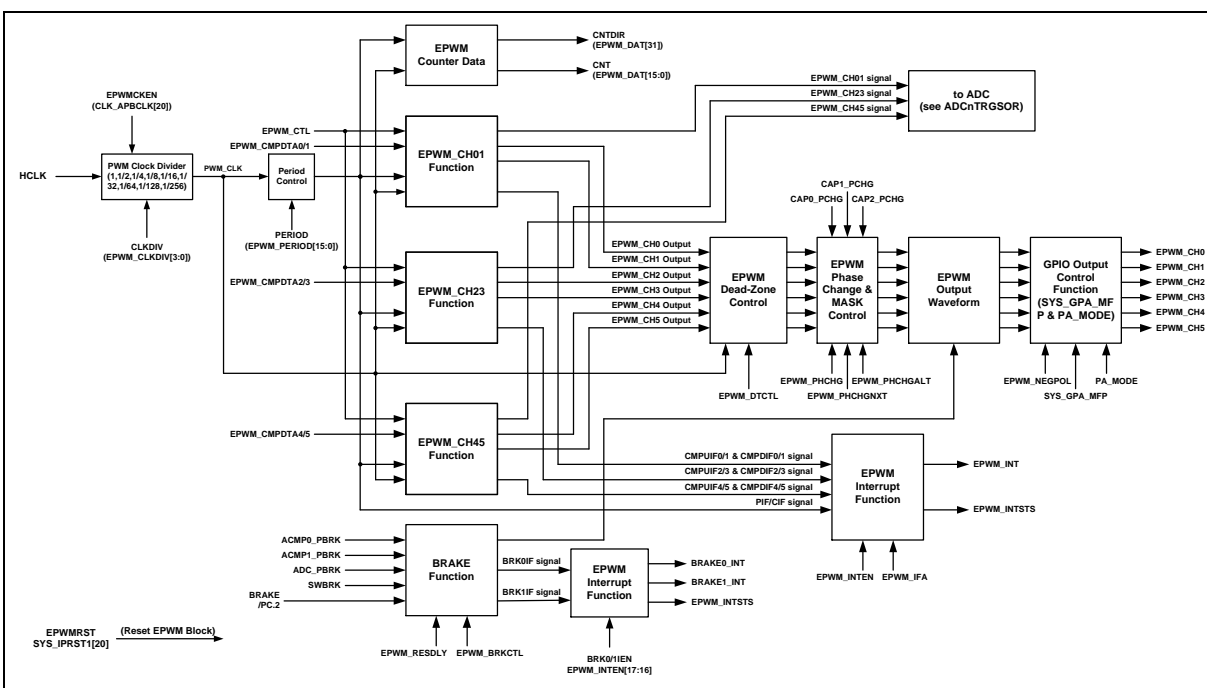 EPWMCKEN
(CLK_APBCLK[20])
HCLK
PWM Clock Divider
(1,1/2,1/4,1/8,1/16,1/
32,1/64,1/128,1/256)
CLKDIV
(EPWM_CLKDIV[3:0])
PWM_CLK
Period
Control
PERIOD
(EPWM_PERIOD[15:0])
EPWM_CTL
EPWM_CMPDTA0/1
EPWM_CMPDTA2/3
EPWM_CMPDTA4/5
EPWM
Counter Data
CNTDIR
(EPWM_DAT[31])
CNT
(EPWM_DAT[15:0])
EPWM_CH01
Function
EPWM_CH23
Function
EPWM_CH45
Function
EPWM_CH01 signal
EPWM_CH23 signal
EPWM_CH45 signal
to ADC
(see ADCnTRGSOR)
EPWM_CH0 Output
EPWM_CH1 Output
EPWM_CH2 Output
EPWM_CH3 Output
EPWM_CH4 Output
EPWM_CH5 Output
EPWM
Dead-Zone
Control
EPWM_DTCTL
CAP1_PCHG
CAP0_PCHG
CAP2_PCHG
EPWM
Phase
Change &
MASK
Control
EPWM_PHCHG
EPWM_PHCHGALT
EPWM_PHCHGNXT
EPWM
Output
Waveform
GPIO Output
Control
Function
(SYS_GPA_MF
P & PA_MODE)
EPWM_NEGPOL
PA_MODE
SYS_GPA_MFP
EPWM_CH0
EPWM_CH1
EPWM_CH2
EPWM_CH3
EPWM_CH4
EPWM_CH5
CMPUIF0/1 & CMPDIF0/1 signal
CMPUIF2/3 & CMPDIF2/3 signal
CMPUIF4/5 & CMPDIF4/5 signal
PIF/CIF signal
EPWM
Interrupt
Function
EPWM_INT
EPWM_INTSTS
EPWM_INTEN
EPWM_IFA
ACMP0_PBRK
ACMP1_PBRK
ADC_PBRK
SWBRK
BRAKE
/PC.2
BRAKE
Function
EPWM_RESDLY
EPWM_BRKCTL
BRK0IF signal
BRK1IF signal
EPWM
Interrupt
Function
BRAKE0_INT
BRAKE1_INT
EPWM_INTSTS
BRK0/1IEN
EPWM_INTEN[17:16]
EPWMRST
SYS_IPRST1[20]
(Reset EPWM Block)